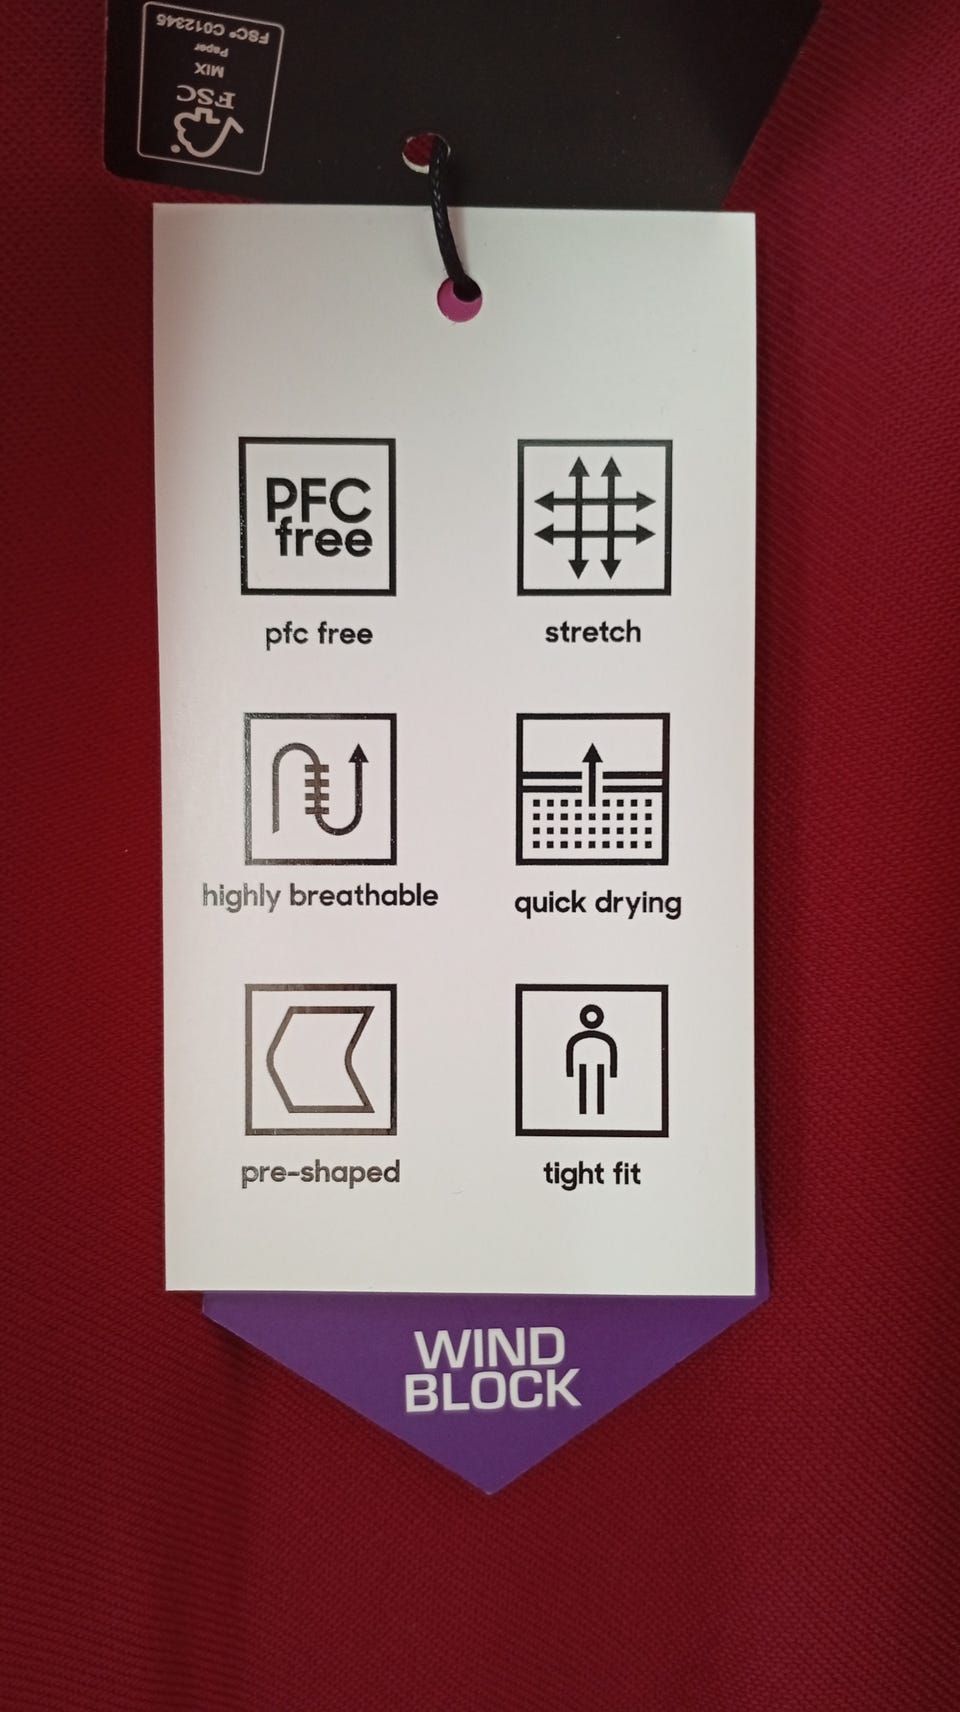 FSC® C012345
Paper
MIX
FSC
PFC
free
pfc free
stretch
highly breathable
quick drying
pre-shaped
tight fit
WIND
BLOCK